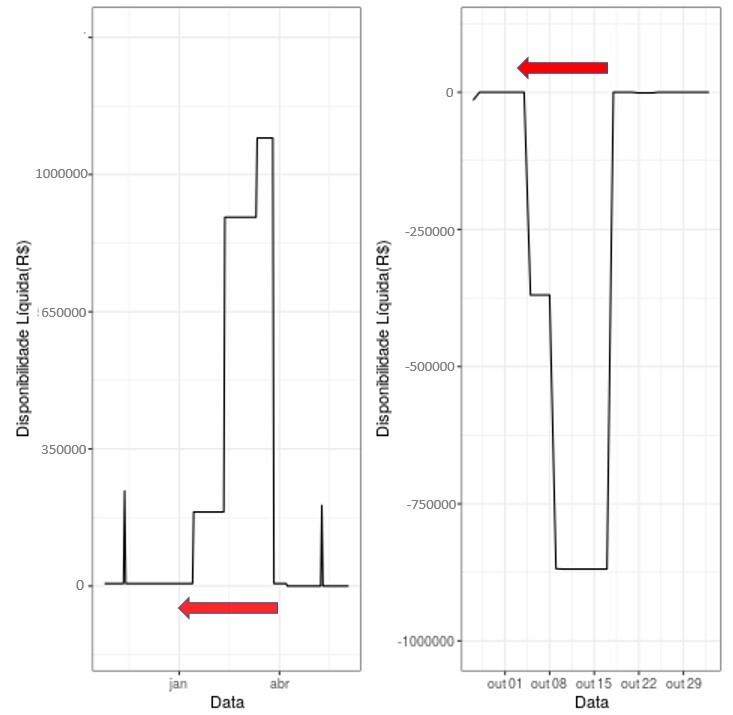 Disponibilidade Líquida(R$)
1000000
650000
350000
0
jan
abr
Data
Disponibilidade Líquida(R$)
0
-250000
-500000
-750000
-1000000
out 01
out 08
out 15
out 22
out 29
Data